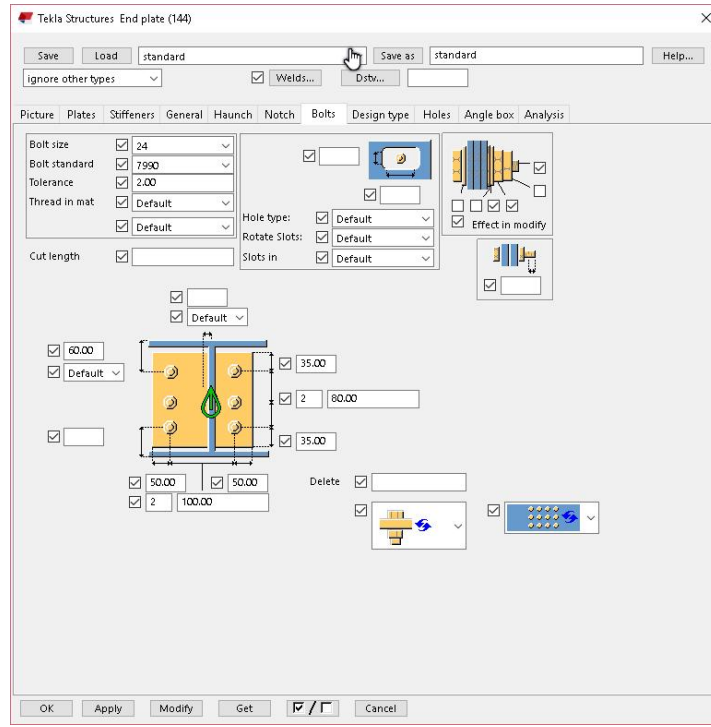 Tekla Structures End plate (144)
Save Load standard Save as standard Help...
ignore other types Welds... Dstv...
Picture Plates Stiffeners General Haunch Notch Bolts Design type Holes Angle box Analysis
Bolt size 24
Bolt standard 7990
Tolerance 2.00
Thread in mat Default
Default
Hole type: Default
Rotate Slots: Default
Slots in Default
Effect in modify
Cut length
Default
60.00
Default
35.00
2 80.00
35.00
50.00 50.00
2 100.00
Delete
OK Apply Modify Get Cancel